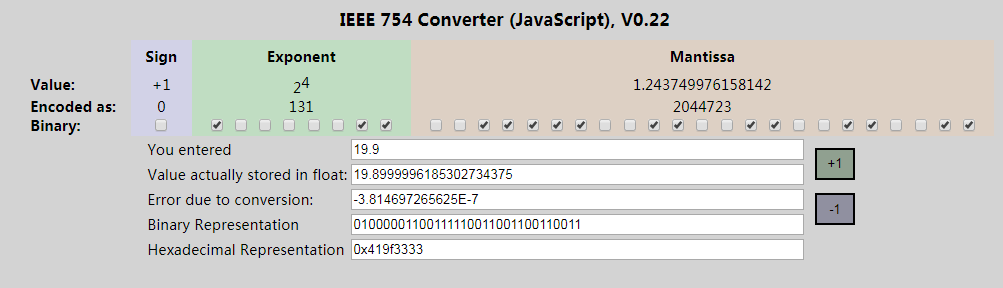 IEEE 754 Converter (JavaScript), V0.22
Sign Exponent Mantissa
Value: +1 2^4 1.243749976158142
Encoded as: 0 131 2044723
Binary:
You entered 19.9
Value actually stored in float: 19.8999996185302734375
Error due to conversion: -3.814697265625E-7
Binary Representation 01000001100111110011001100110011
Hexadecimal Representation 0x419f3333
+1
-1